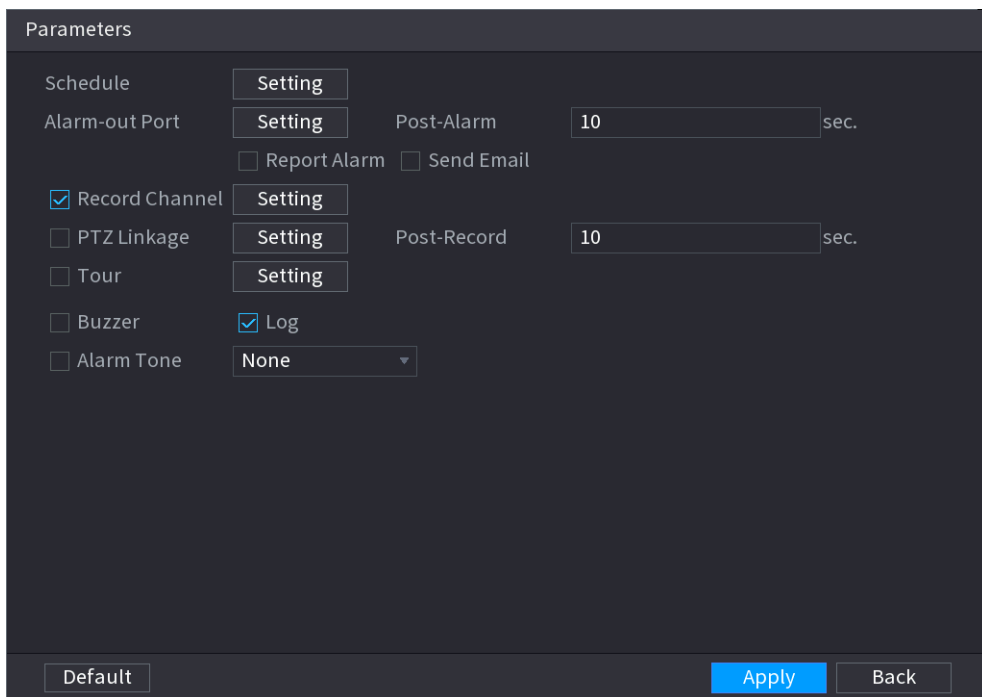 Parameters
Schedule Setting
Alarm-out Port Setting Post-Alarm 10 sec.
Report Alarm Send Email
Record Channel Setting
PTZ Linkage Setting Post-Record 10 sec.
Tour Setting
Buzzer Log
Alarm Tone None
Default Apply Back